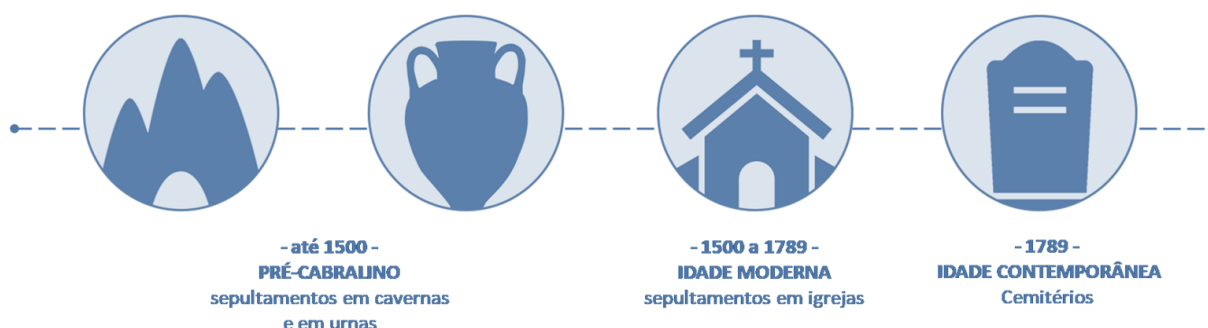 - até 1500 -
PRÉ-CABRALINO
sepultamentos em cavernas
e em urnas
- 1500 a 1789 -
IDADE MODERNA
sepultamentos em igrejas
- 1789 -
IDADE CONTEMPORÂNEA
Cemitérios